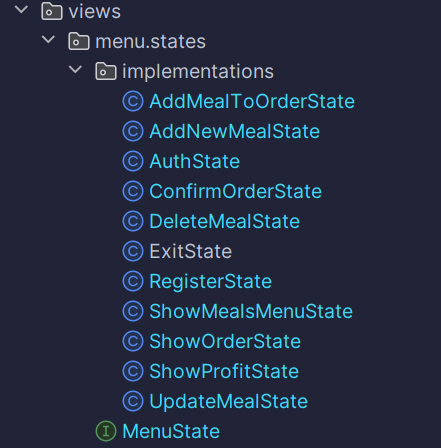 views
menu.states
implementations
C AddMealToOrderState
C AddNewMealState
C AuthState
C ConfirmOrderState
C DeleteMealState
C ExitState
C RegisterState
C ShowMealsMenuState
C ShowOrderState
C ShowProfitState
C UpdateMealState
I MenuState